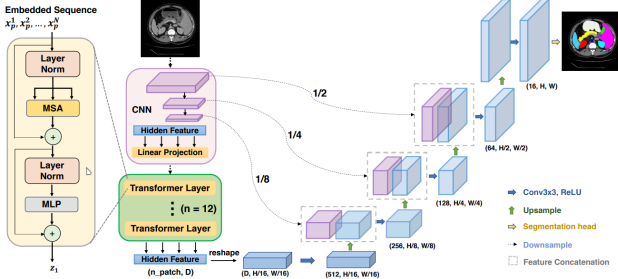 Embedded Sequence
x_p^1, x_p^2, ..., x_p^N
Layer
Norm
MSA
+
Layer
Norm
MLP
+
z_1
CNN
Hidden Feature
Linear Projection
Transformer Layer
(n = 12)
Transformer Layer
Hidden Feature
(n_patch, D)
reshape
(D, H/16, W/16)
(512, H/16, W/16)
1/2
1/4
1/8
(256, H/8, W/8)
(128, H/4, W/4)
(64, H/2, W/2)
(16, H, W)
Conv3x3, ReLU
Upsample
Segmentation head
Downsample
Feature Concatenation